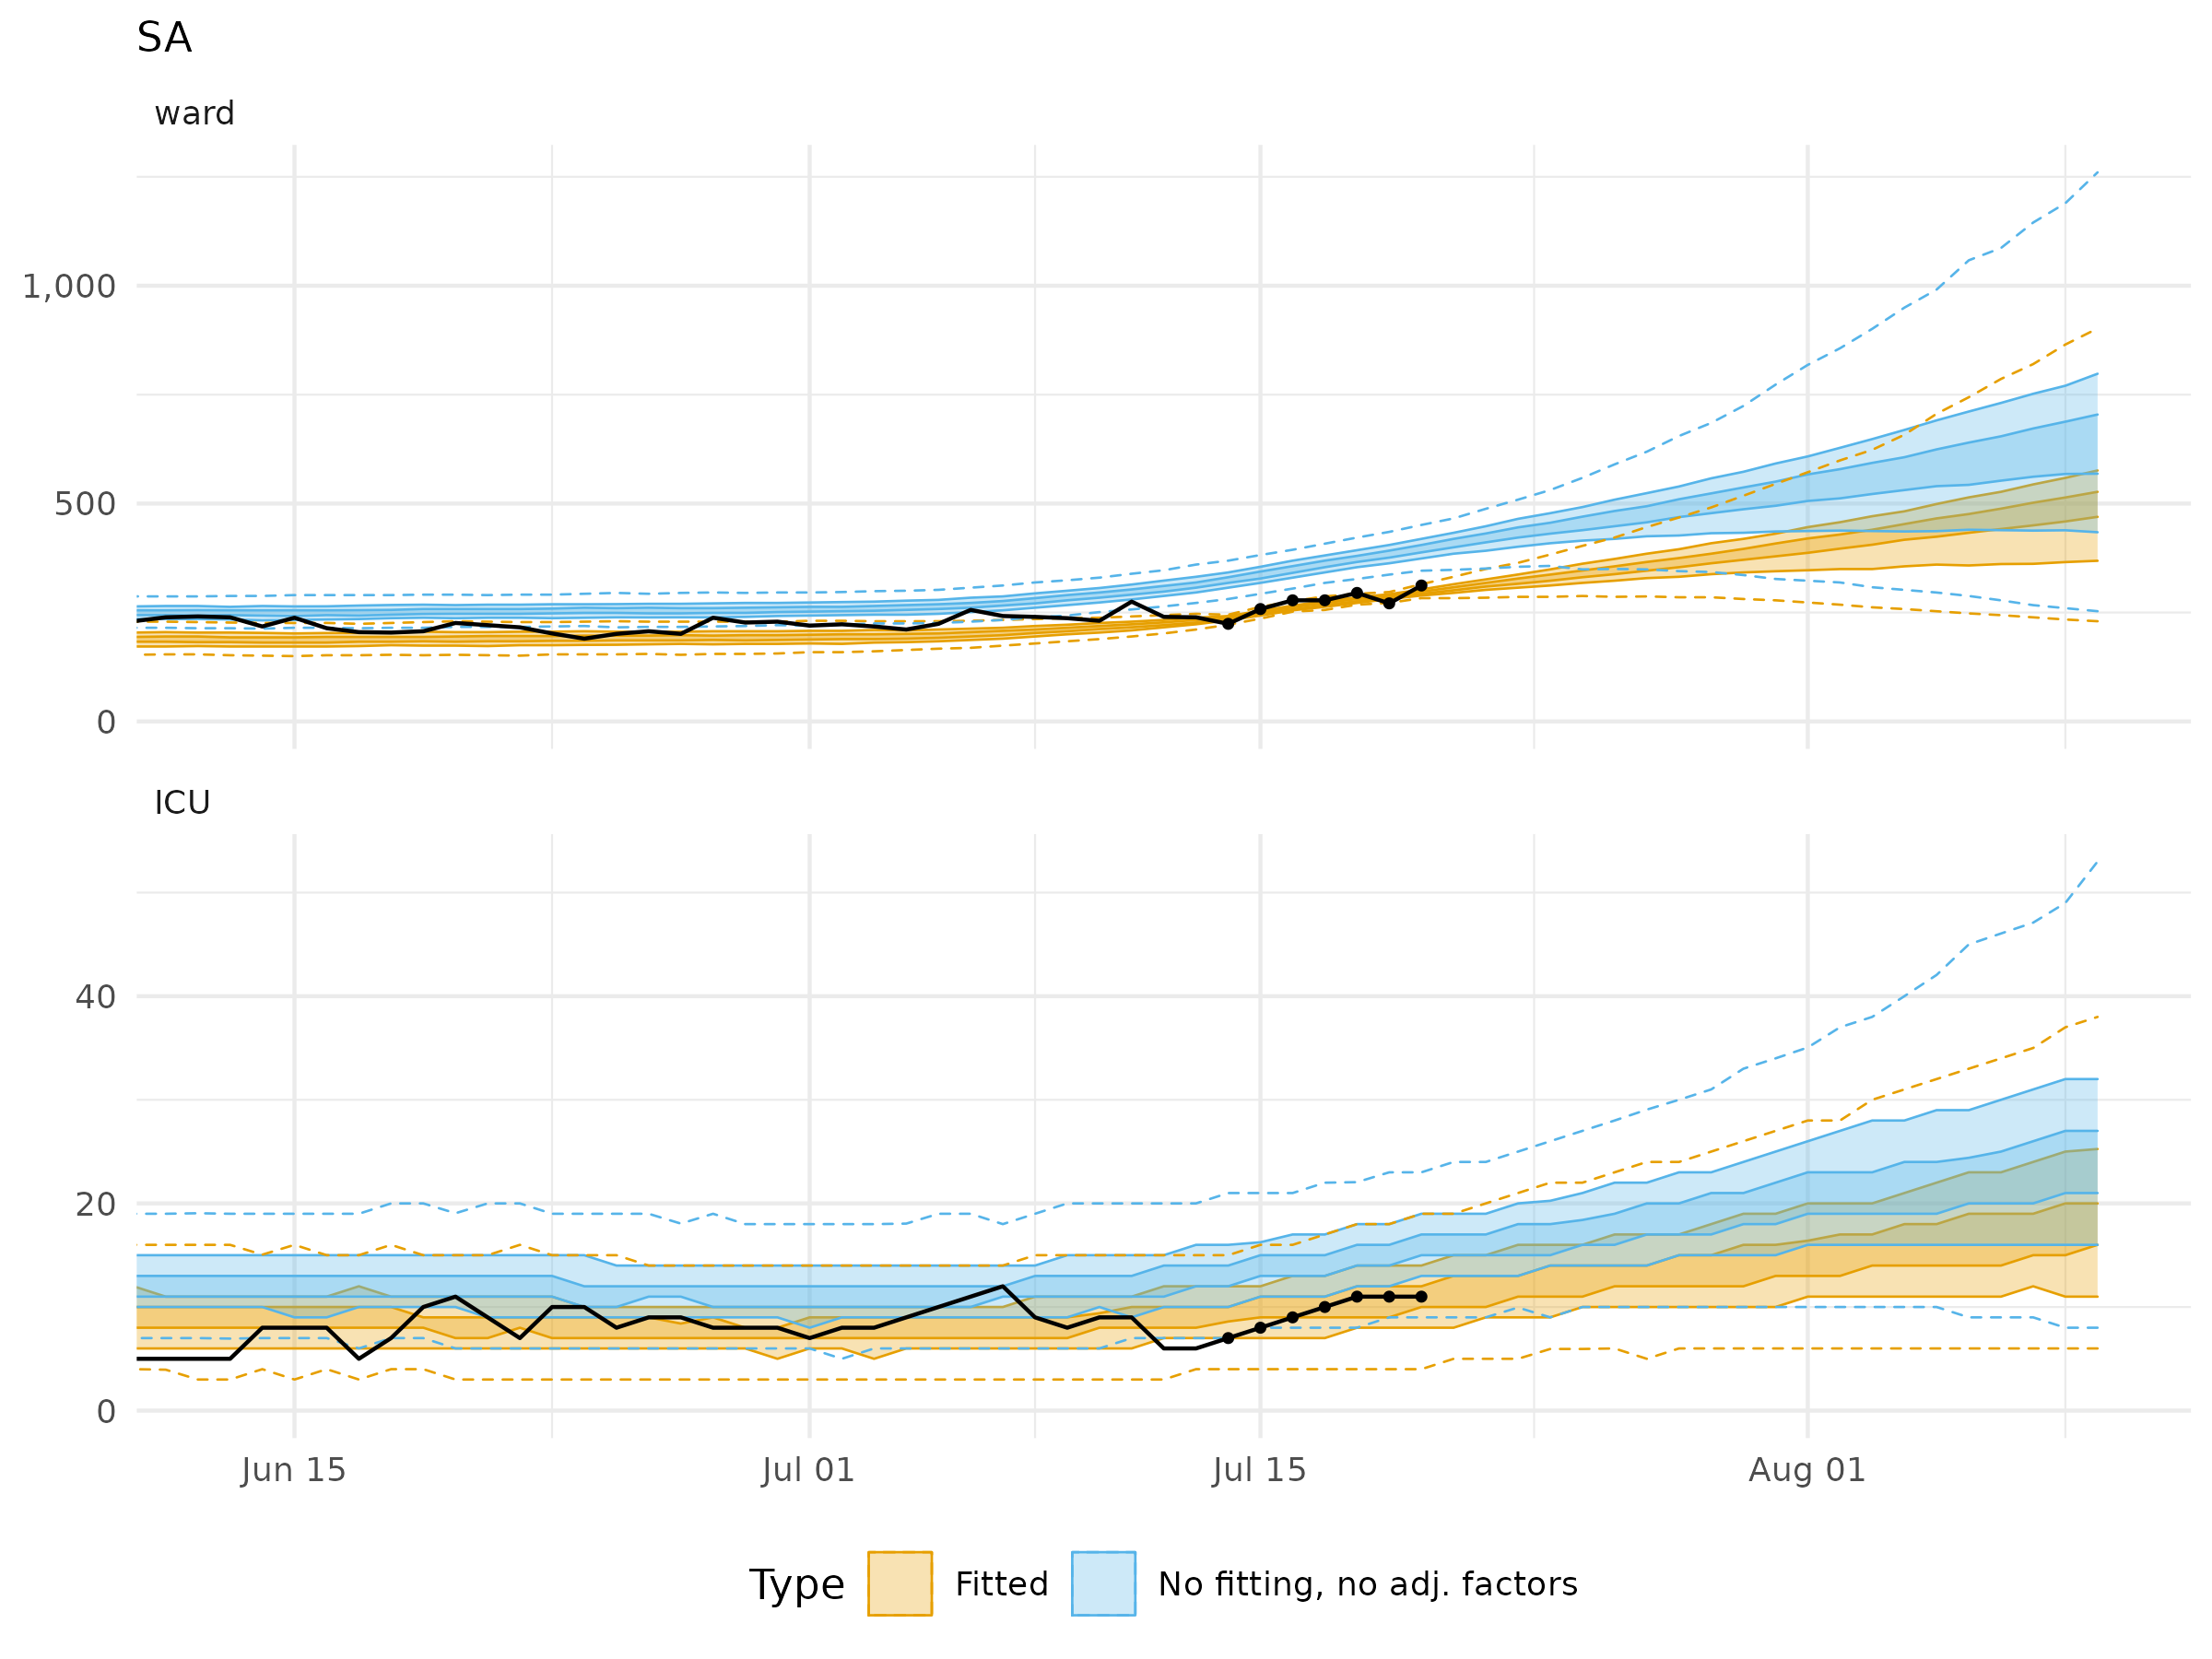 SA
ward
1,000
500
0
ICU
40
20
0
Jun 15 Jul 01 Jul 15 Aug 01
Type Fitted No fitting, no adj. factors